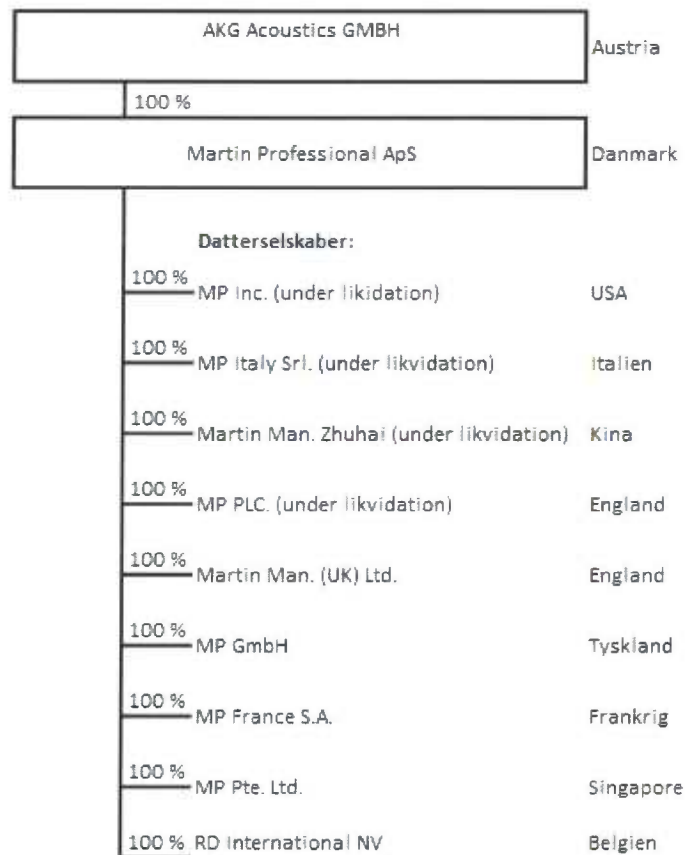 AKG Acoustics GMBH Austria
100 %
Martin Professional ApS Danmark
Datterselskaber:
100 % MP Inc. (under likidation) USA
100 % MP Italy Srl. (under likvidation) Italien
100 % Martin Man. Zhuhai (under likvidation) Kina
100 % MP PLC. (under likvidation) England
100 % Martin Man. (UK) Ltd. England
100 % MP GmbH Tyskland
100 % MP France S.A. Frankrig
100 % MP Pte. Ltd. Singapore
100 % RD International NV Belgien